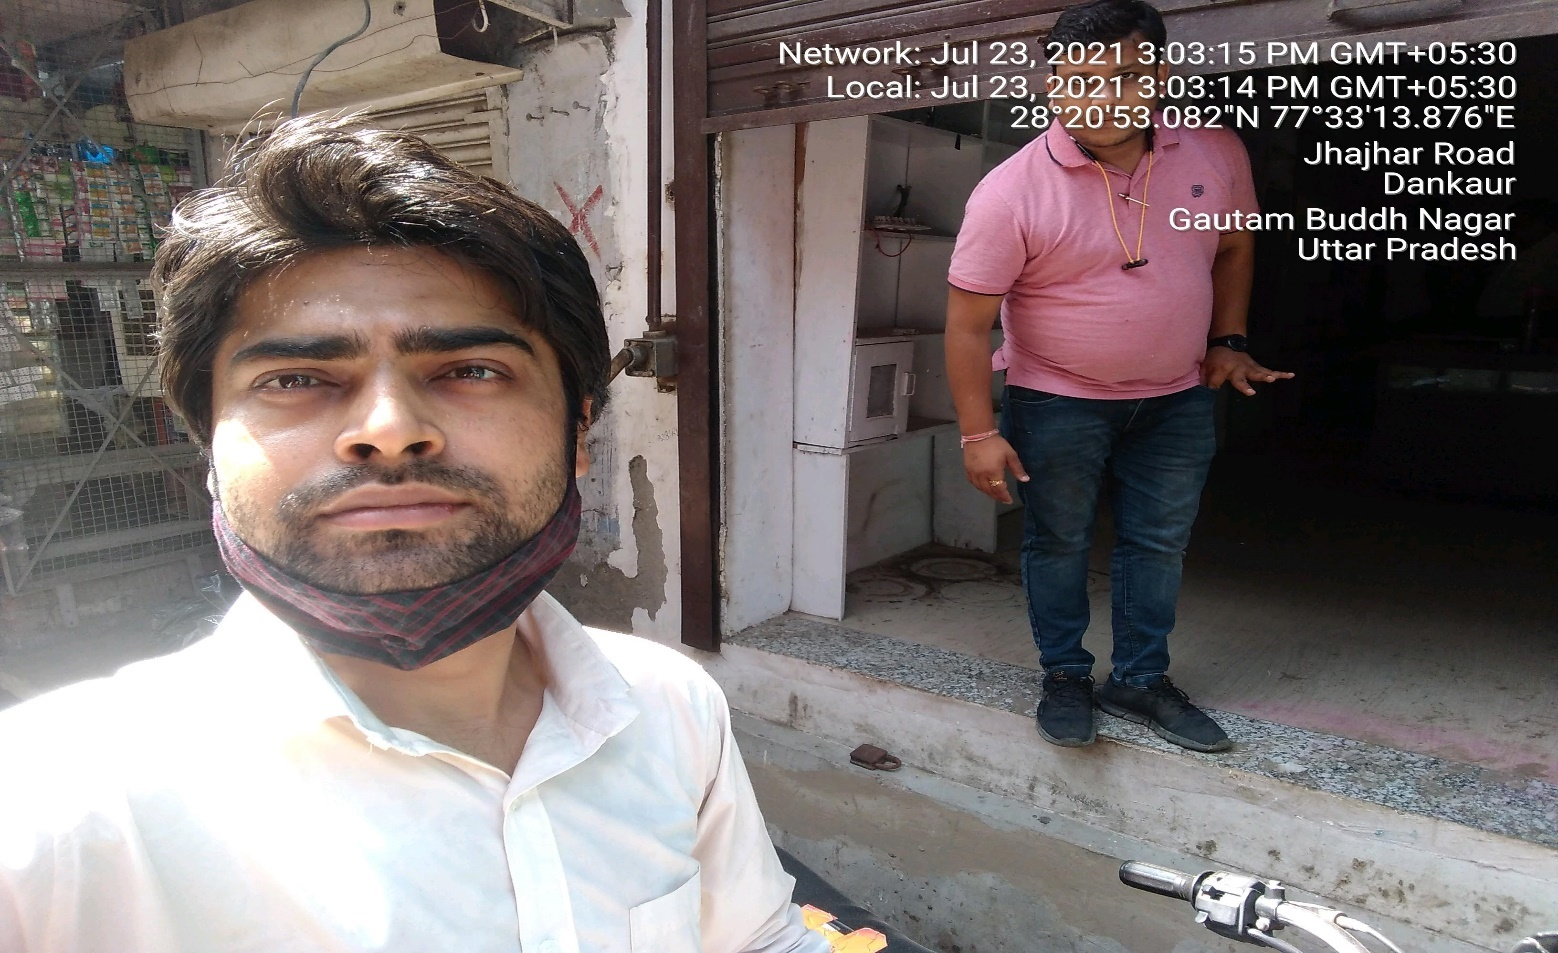 Network: Jul 23, 2021 3:03:15 PM GMT+05:30
Local: Jul 23, 2021 3:03:14 PM GMT+05:30
28°20'53.082"N 77°33'13.876"E
Jhajhar Road
Dankaur
Gautam Buddh Nagar
Uttar Pradesh